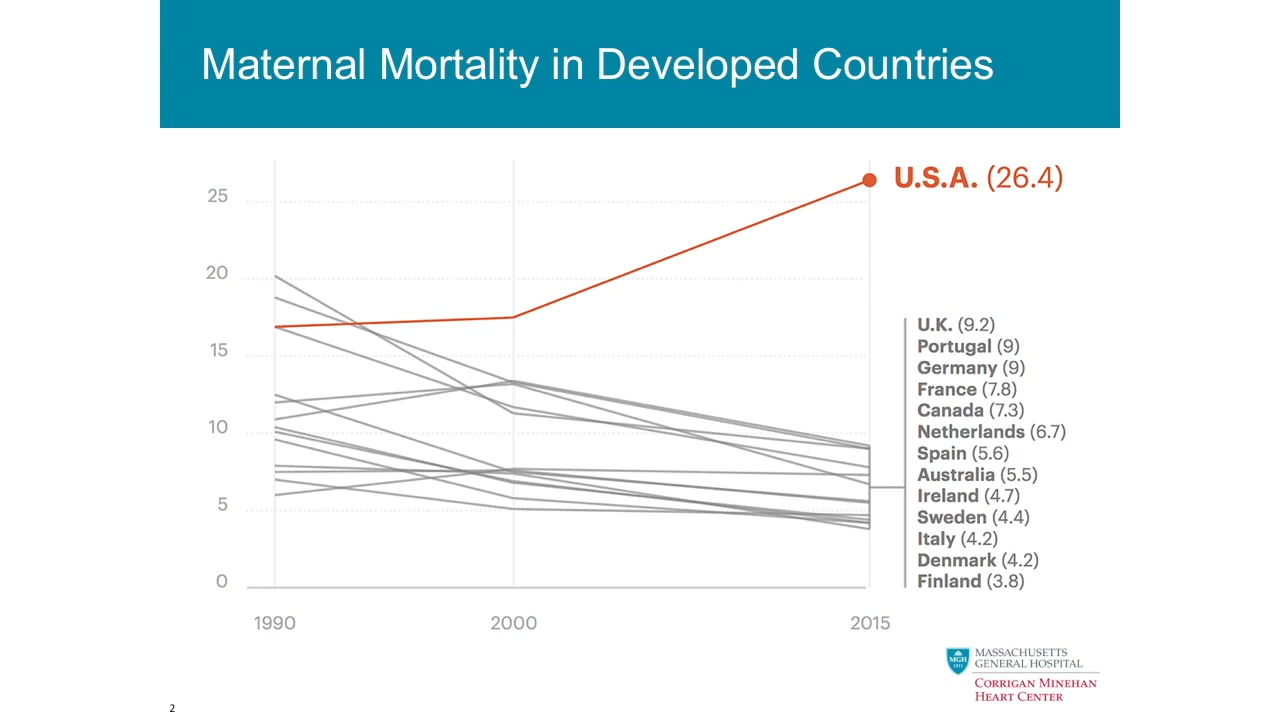 Maternal Mortality in Developed Countries
25
20
15
10
5
0
1990
2000
2015
U.S.A. (26.4)
U.K. (9.2)
Portugal (9)
Germany (9)
France (7.8)
Canada (7.3)
Netherlands (6.7)
Spain (5.6)
Australia (5.5)
Ireland (4.7)
Sweden (4.4)
Italy (4.2)
Denmark (4.2)
Finland (3.8)
MGH
1811
MASSACHUSETTS
GENERAL HOSPITAL
CORRIGAN MINEHAN
HEART CENTER
2